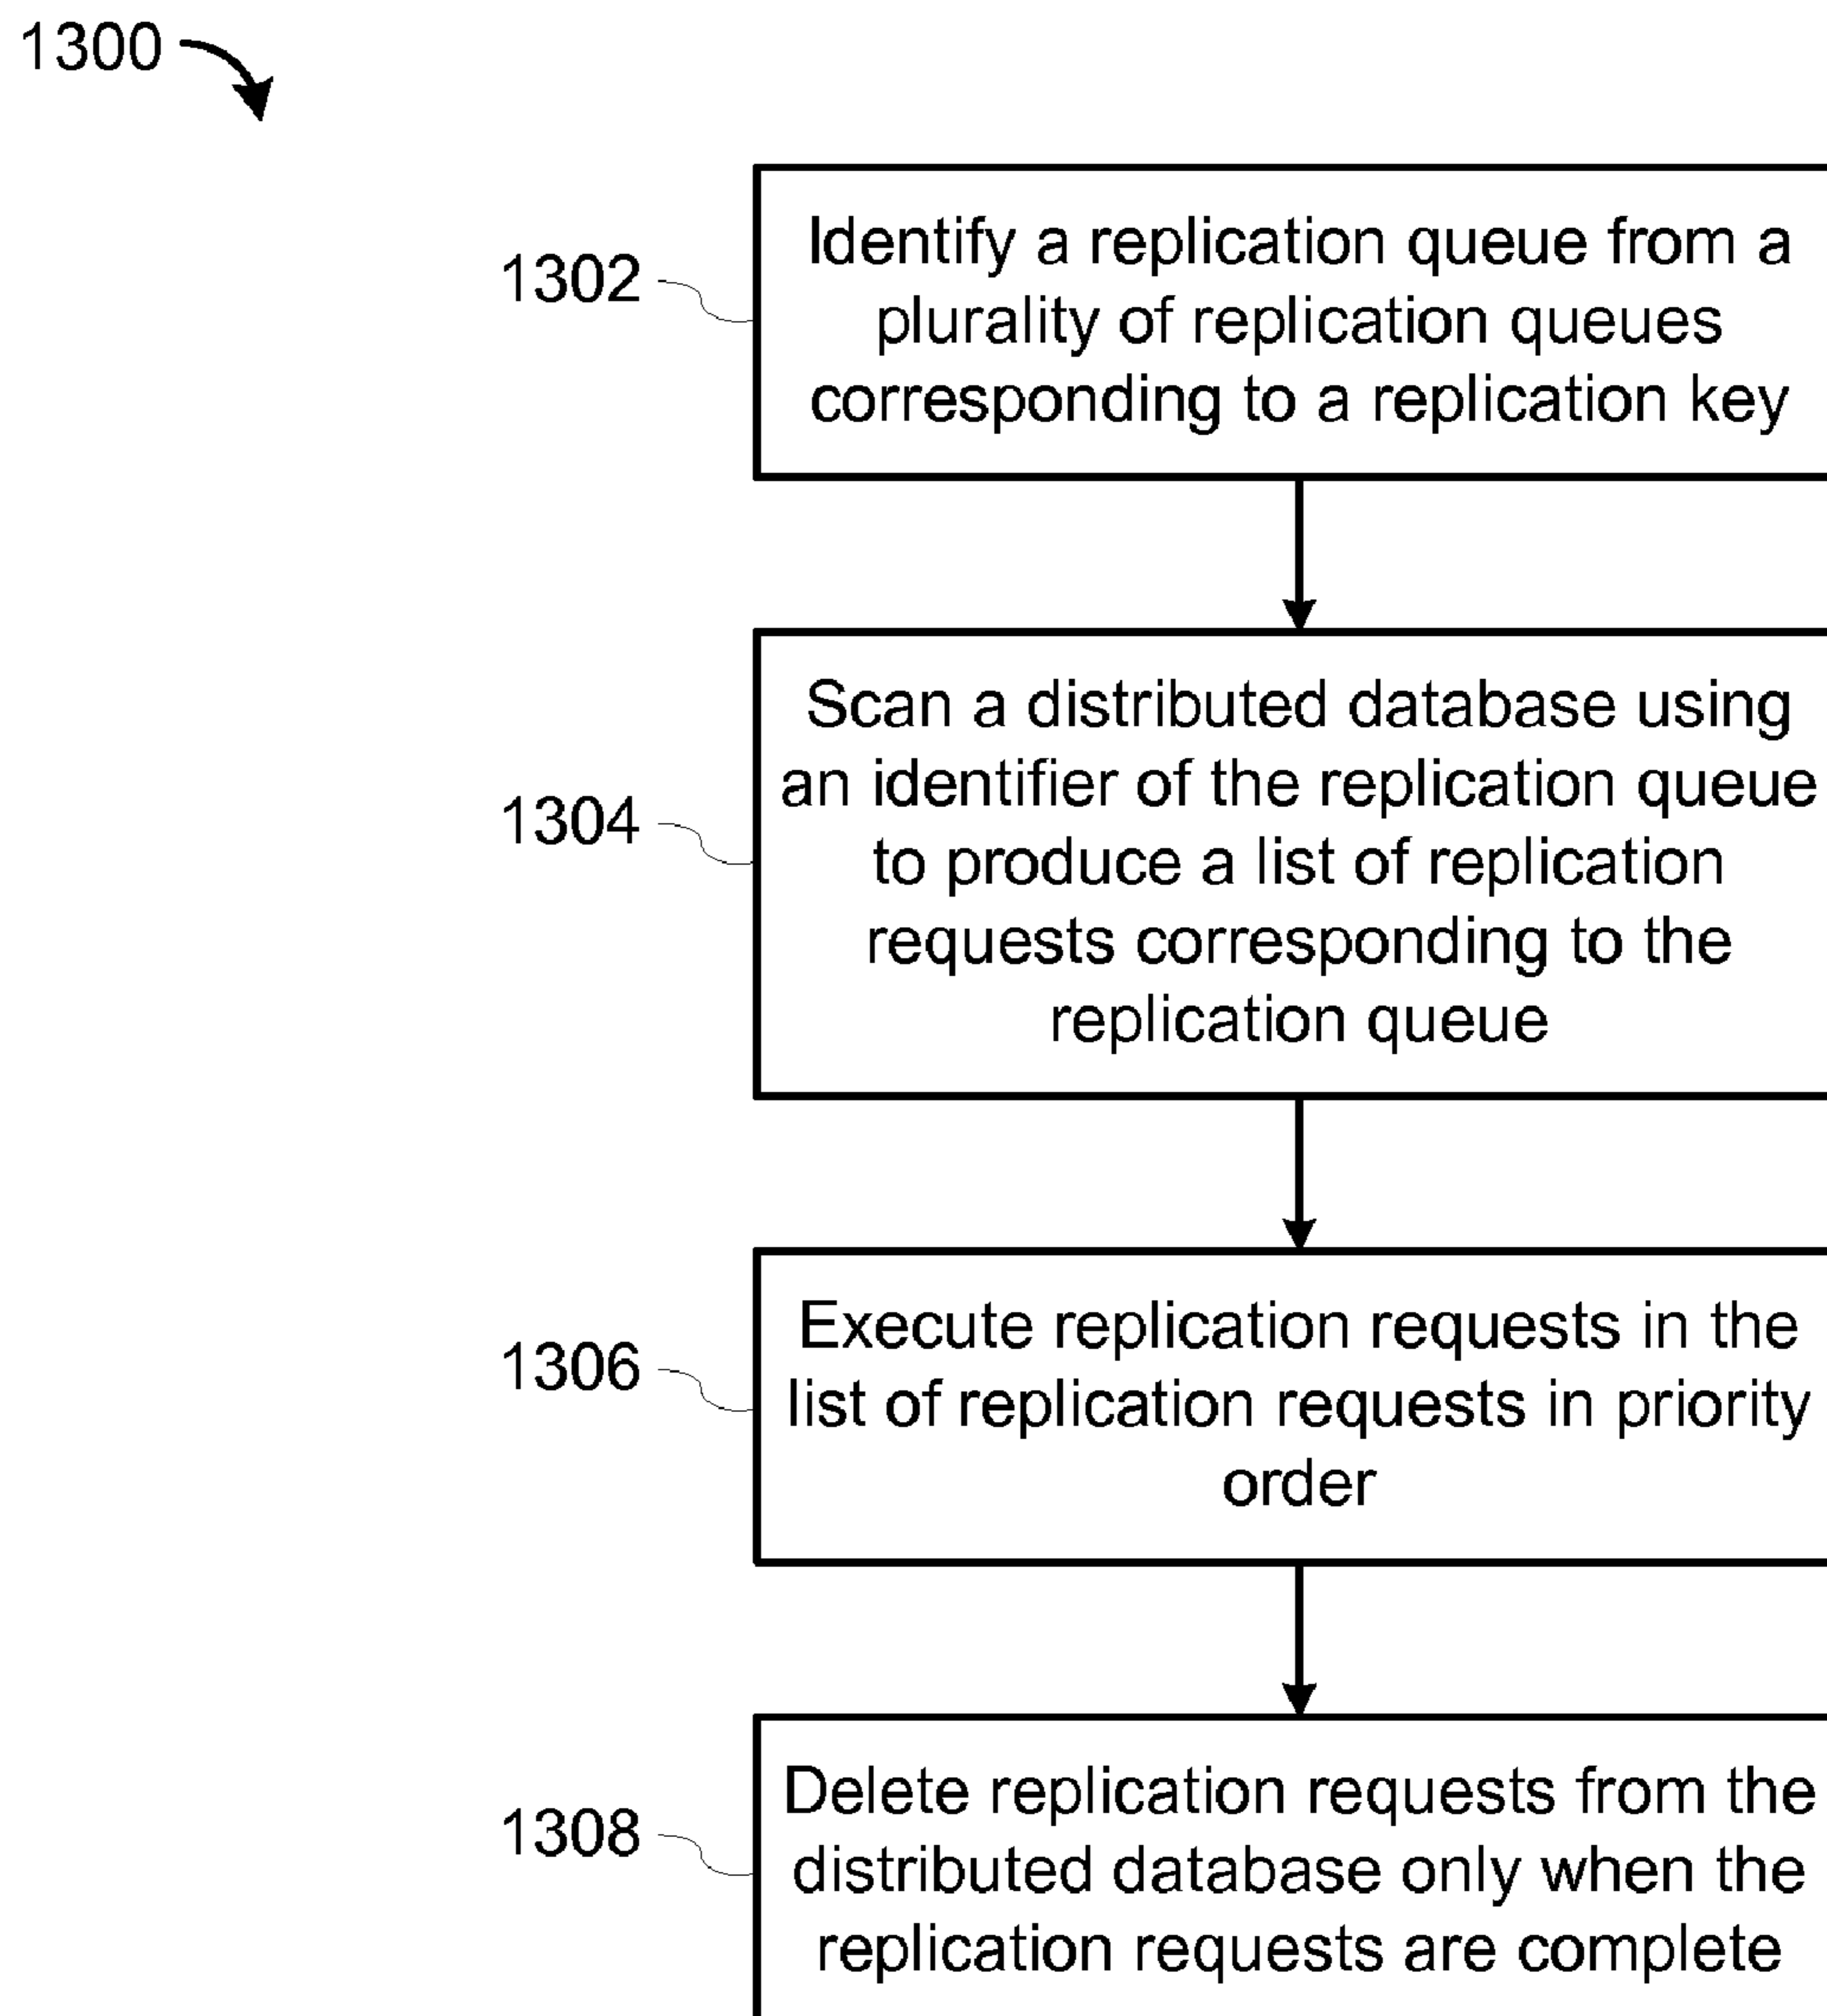 1300
1302
Identify a replication queue from a
plurality of replication queues
corresponding to a replication key
1304
Scan a distributed database using
an identifier of the replication queue
to produce a list of replication
requests corresponding to the
replication queue
1306
Execute replication requests in the
list of replication requests in priority
order
1308
Delete replication requests from the
distributed database only when the
replication requests are complete